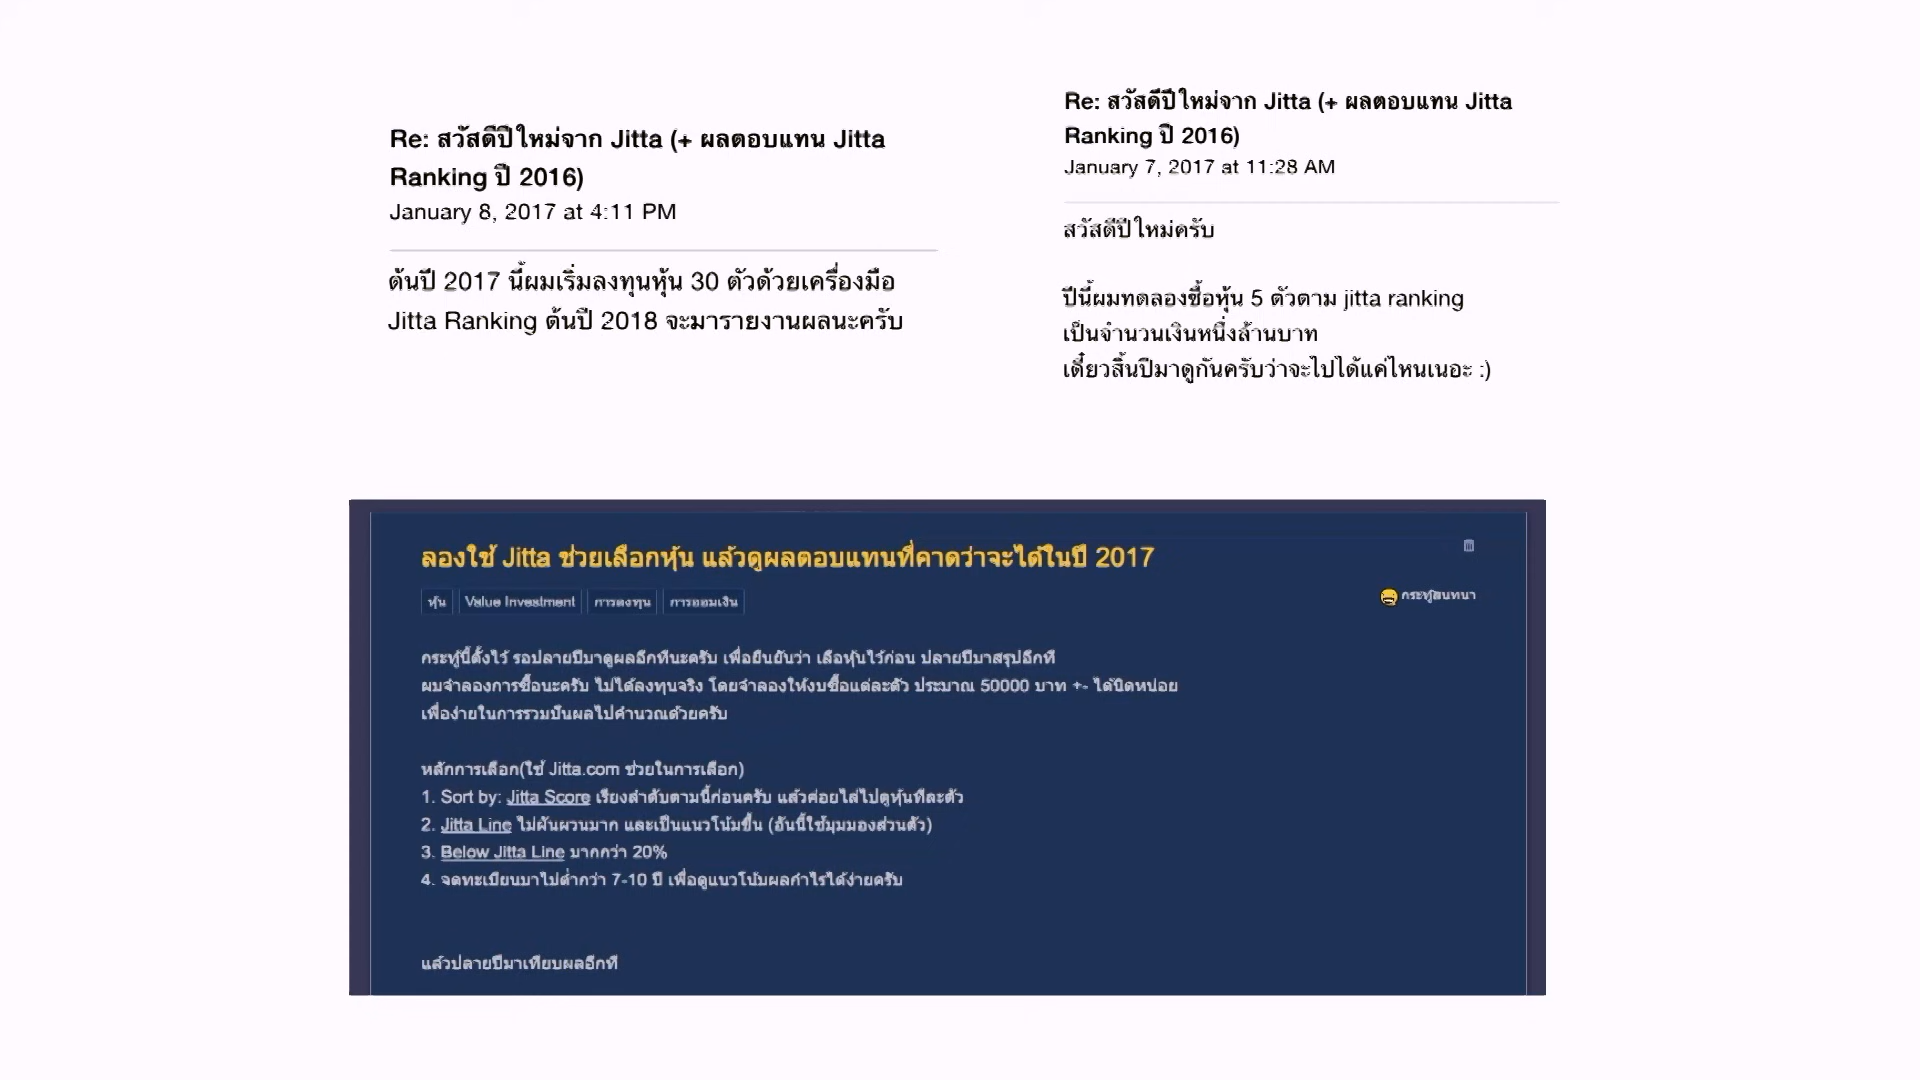 Re: สวัสดีปีใหม่จาก Jitta (+ ผลตอบแทน Jitta
Ranking ปี 2016)
January 8, 2017 at 4:11 PM
ต้นปี 2017 นี้ผมเริ่มลงทุนหุ้น 30 ตัวด้วยเครื่องมือ
Jitta Ranking ต้นปี 2018 จะมารายงานผลนะครับ
Re: สวัสดีปีใหม่จาก Jitta (+ ผลตอบแทน Jitta
Ranking ปี 2016)
January 7, 2017 at 11:28 AM
สวัสดีปีใหม่ครับ
ปีนี้ผมทดลองซื้อหุ้น 5 ตัวตาม jitta ranking
เป็นจำนวนเงินหนึ่งล้านบาท
เดี๋ยวสิ้นปีมาดูกันครับว่าจะไปได้แค่ไหนเนอะ :)
ลองใช้ Jitta ช่วยเลือกหุ้น แล้วดูผลตอบแทนที่คาดว่าจะได้ในปี 2017
หุ้น Value Investment การลงทุน การออมเงิน
กระทู้สนทนา
กระทู้นี้ตั้งไว้ รอปลายปีมาดูผลอีกทีนะครับ เพื่อยืนยันว่า เลือหุ้นไว้ก่อน ปลายปีมาสรุปอีกที
ผมจำลองการซื้อนะครับ ไม่ได้ลงทุนจริง โดยจำลองให้งบซื้อแต่ละตัว ประมาณ 50000 บาท +- ได้นิดหน่อย
เพื่อง่ายในการรวมปันผลไปคำนวณด้วยครับ
หลักการเลือก(ใช้ Jitta.com ช่วยในการเลือก)
1. Sort by: Jitta Score เรียงลำดับตามนี้ก่อนครับ แล้วค่อยไล่ไปดูหุ้นทีละตัว
2. Jitta Line ไม่ผันผวนมาก และเป็นแนวโน้มขึ้น (อันนี้ใช้มุมมองส่วนตัว)
3. Below Jitta Line มากกว่า 20%
4. จดทะเบียนมาไม่ต่ำกว่า 7-10 ปี เพื่อดูแนวโน้มผลกำไรได้ง่ายครับ
แล้วปลายปีมาเทียบผลอีกที